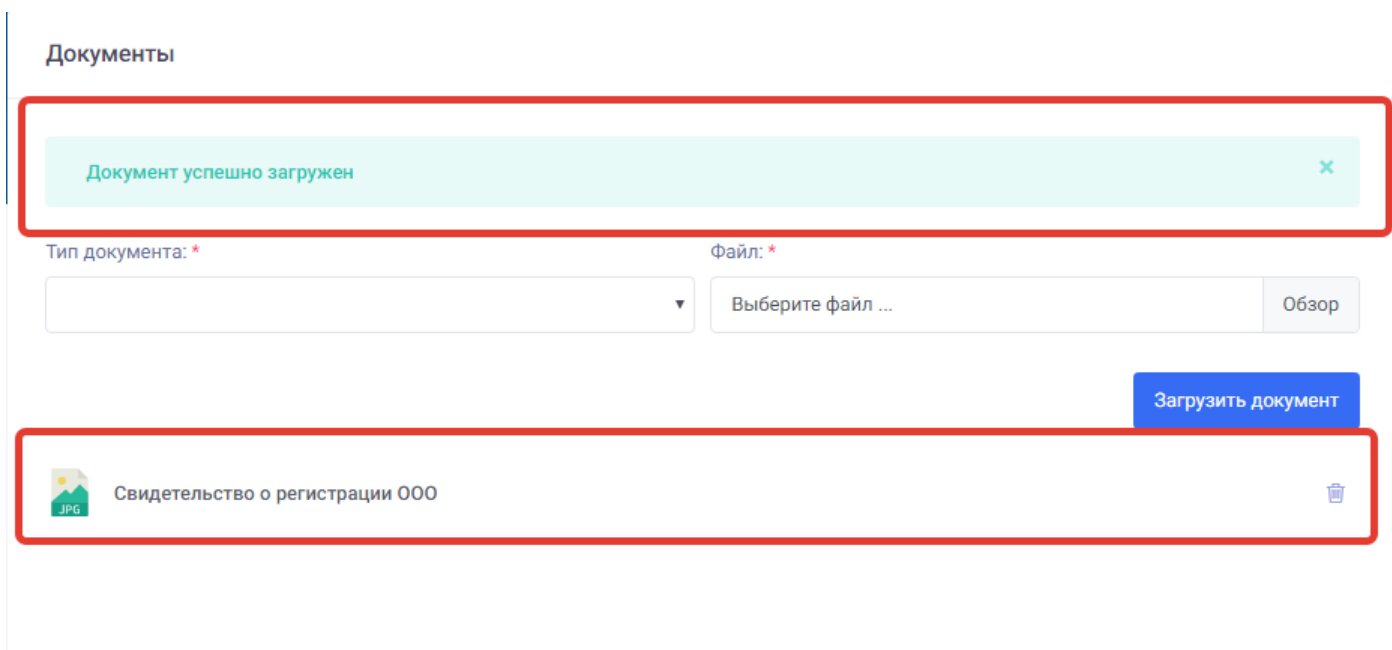 Документы
Документ успешно загружен
Тип документа: *
Файл: *
Выберите файл ...
Обзор
Загрузить документ
JPG
Свидетельство о регистрации ООО